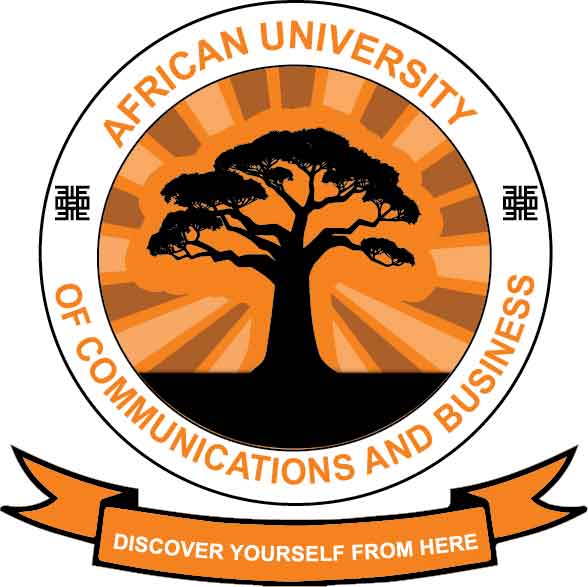 AFRICAN UNIVERSITY
OF COMMUNICATIONS AND BUSINESS
DISCOVER YOURSELF FROM HERE